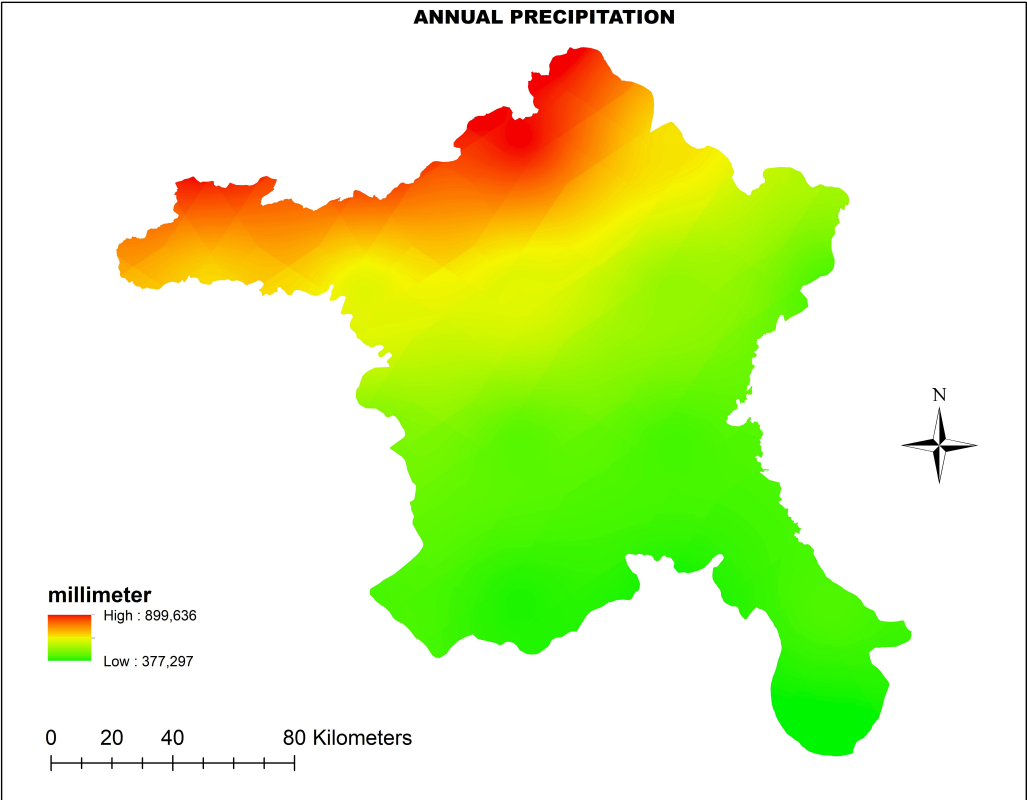 ANNUAL PRECIPITATION
N
millimeter
High : 899,636
Low : 377,297
0 20 40 80 Kilometers